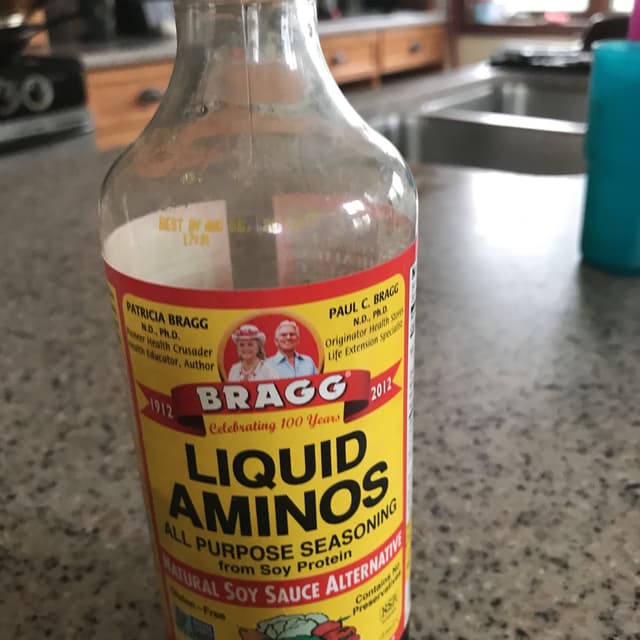 BEST BY AUG
PATRICIA BRAGG
N.D., Ph.D.
Health Crusader
Health Educator, Author
PAUL C. BRAGG
N.D., Ph.D.
Originator Health Stores
Life Extension Specialist
BRAGG
1912
2012
Celebrating 100 Years
LIQUID
AMINOS
ALL PURPOSE SEASONING
from Soy Protein
NATURAL SOY SAUCE ALTERNATIVE
Gluten-Free
Contains No
Preservatives